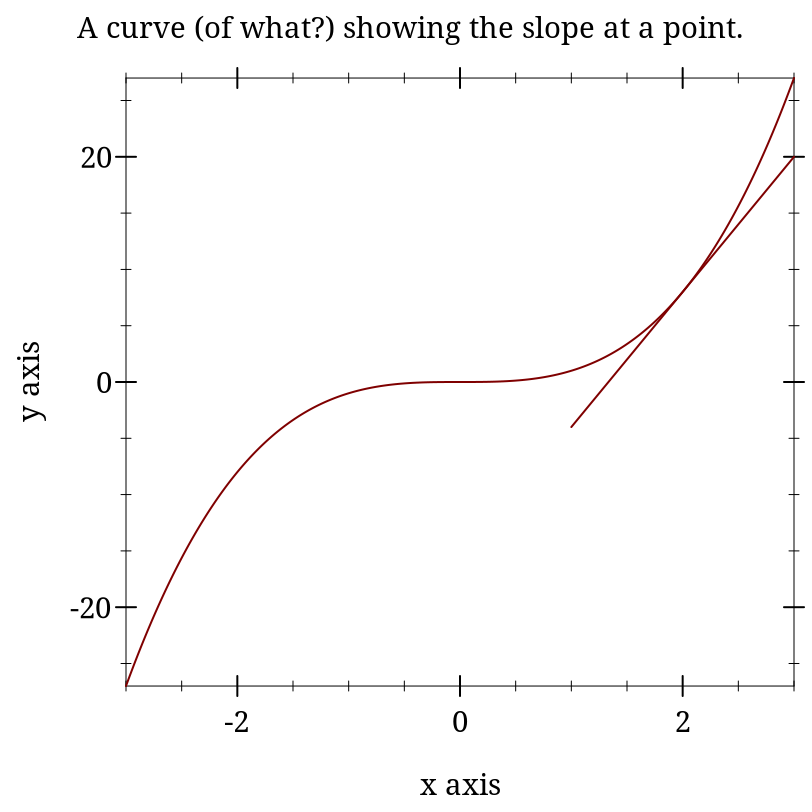 A curve (of what?) showing the slope at a point.
20
0
-20
y axis
-2
0
2
x axis